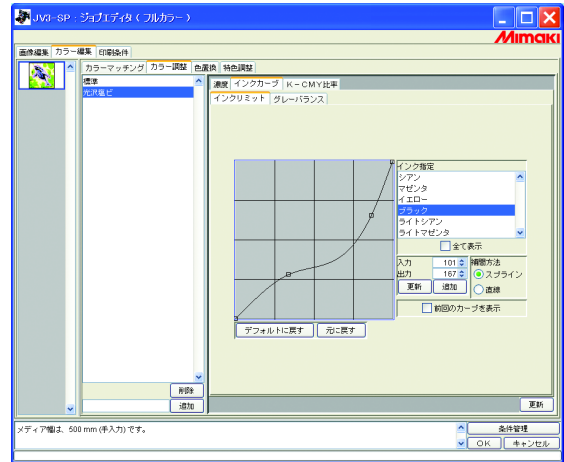 JV3-SP : ジョブエディタ ( フルカラー )
Mimaki
画像編集 カラー編集 印刷条件
カラーマッチング カラー調整 色置換 特色調整
標準
光沢塩ビ
濃度 インクカーブ K-CMY比率
インクリミット グレーバランス
インク指定
シアン
マゼンタ
イエロー
ブラック
ライトシアン
ライトマゼンタ
全て表示
入力 101
出力 167
更新 追加
補間方法
スプライン
直線
前回のカーブを表示
デフォルトに戻す 元に戻す
削除
追加
更新
メディア幅は、500 mm (手入力) です。
条件管理
OK キャンセル